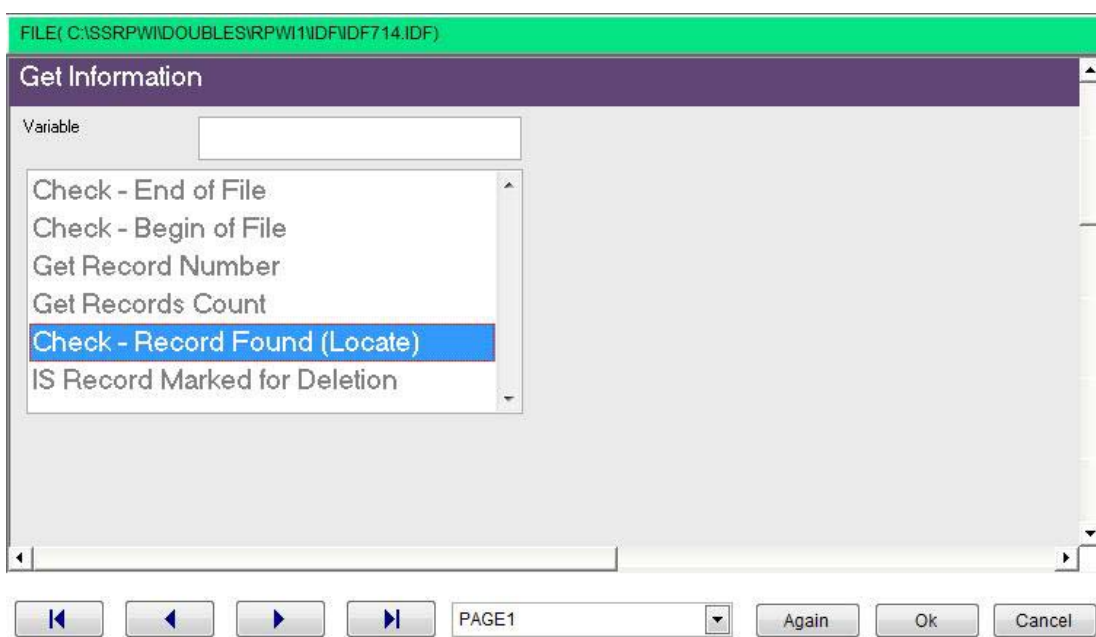 FILE( C:\SSRPWI\DOUBLES\RPWI1\IDF\IDF714.IDF)
Get Information
Variable
Check - End of File
Check - Begin of File
Get Record Number
Get Records Count
Check - Record Found (Locate)
IS Record Marked for Deletion
PAGE1
Again
Ok
Cancel